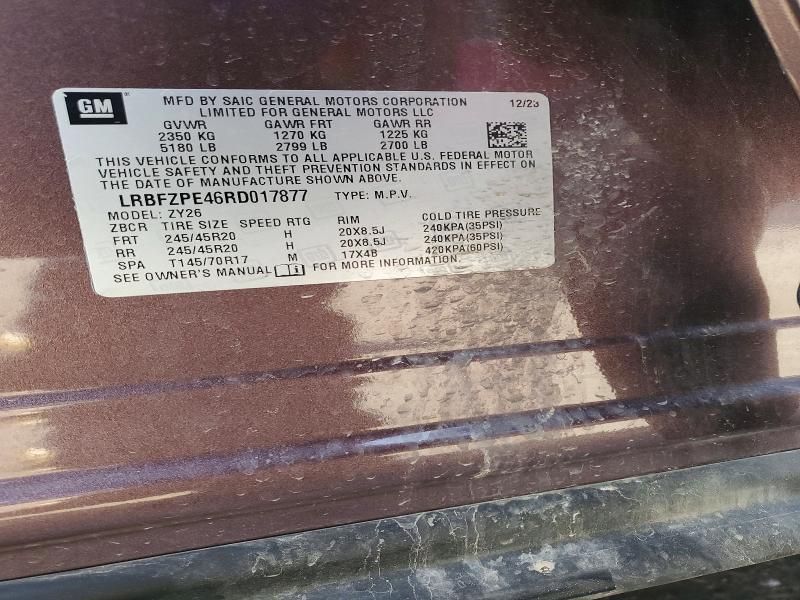 GM
MFD BY SAIC GENERAL MOTORS CORPORATION 12/23
LIMITED FOR GENERAL MOTORS LLC
GVWR GAWR FRT GAWR RR
2350 KG 1270 KG 1225 KG
5180 LB 2799 LB 2700 LB
THIS VEHICLE CONFORMS TO ALL APPLICABLE U.S. FEDERAL MOTOR
VEHICLE SAFETY AND THEFT PREVENTION STANDARDS IN EFFECT ON
THE DATE OF MANUFACTURE SHOWN ABOVE.
LRBFZPE46RD017877 TYPE: M.P.V.
MODEL: ZY26
ZBCR TIRE SIZE SPEED RTG RIM COLD TIRE PRESSURE
FRT 245/45R20 H 20X8.5J 240KPA(35PSI)
RR 245/45R20 H 20X8.5J 240KPA(35PSI)
SPA T145/70R17 M 17X4B 420KPA(60PSI)
SEE OWNER'S MANUAL FOR MORE INFORMATION.